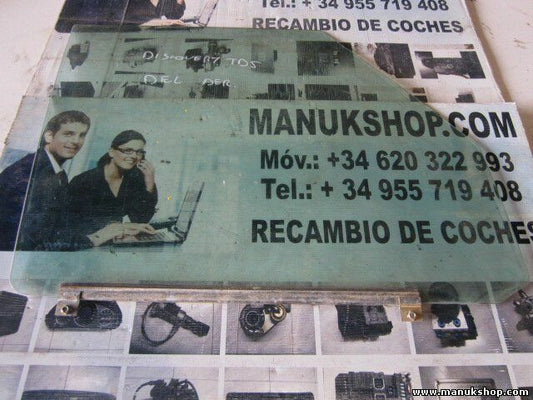 Tel.: + 34 955 719 408
RECAMBIO DE COCHES
DISCOVERY TD5
DEL DER.
MANUKSHOP.COM
Móv.: +34 620 322 993
Tel.: + 34 955 719 408
RECAMBIO DE COCHES
www.manukshop.com